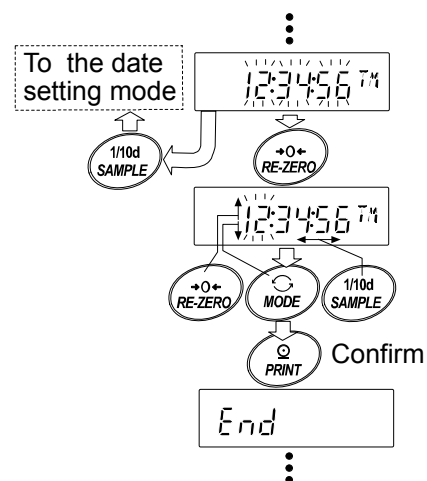 To the date
setting mode
12:34:56 TM
1/10d
SAMPLE
→0←
RE-ZERO
12:34:56 TM
→0←
RE-ZERO
MODE
1/10d
SAMPLE
PRINT
Confirm
End